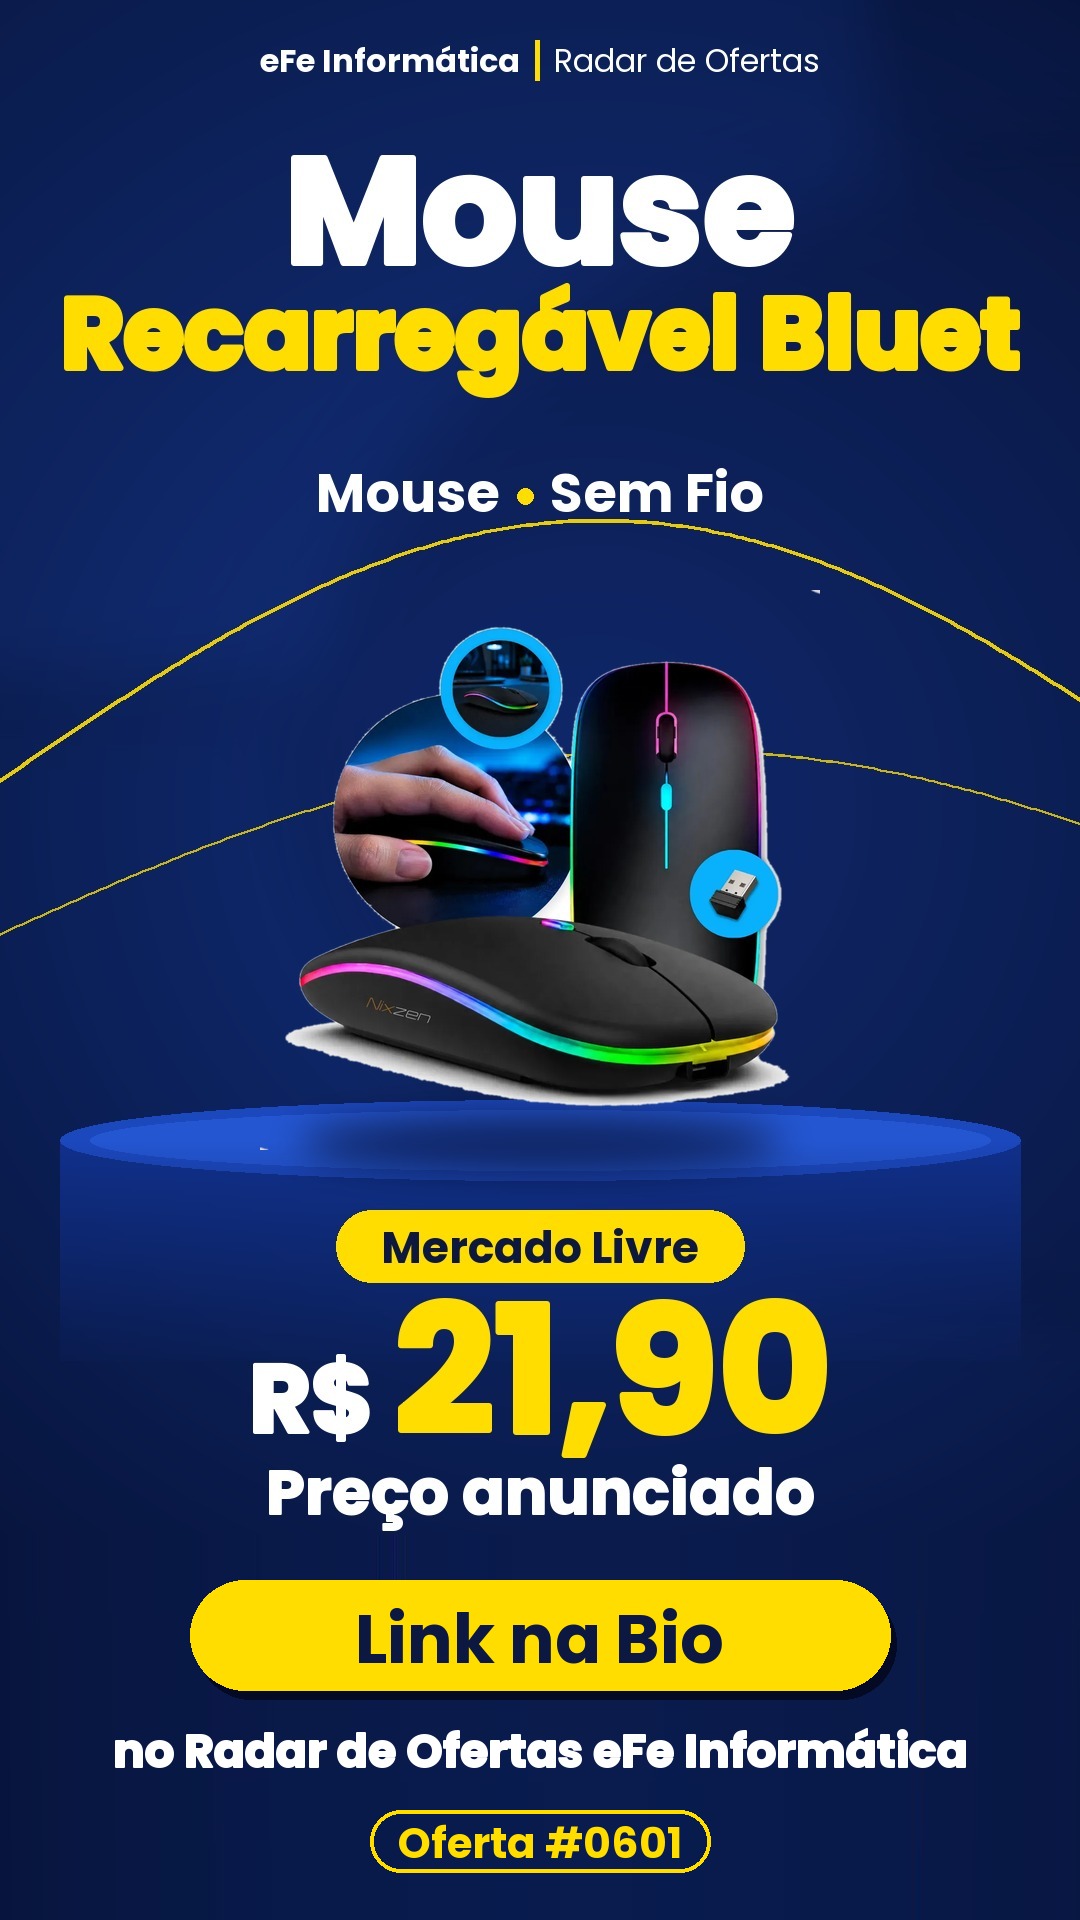 eFe Informática | Radar de Ofertas
Mouse
Recarregável Bluet
Mouse • Sem Fio
Nixzen
Mercado Livre
R$ 21,90
Preço anunciado
Link na Bio
no Radar de Ofertas eFe Informática
Oferta #0601